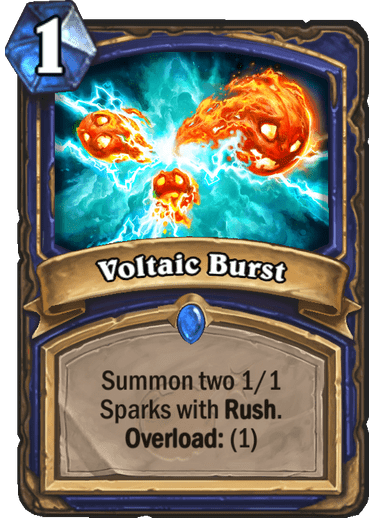 1
Voltaic Burst
Summon two 1/1
Sparks with Rush.
Overload: (1)